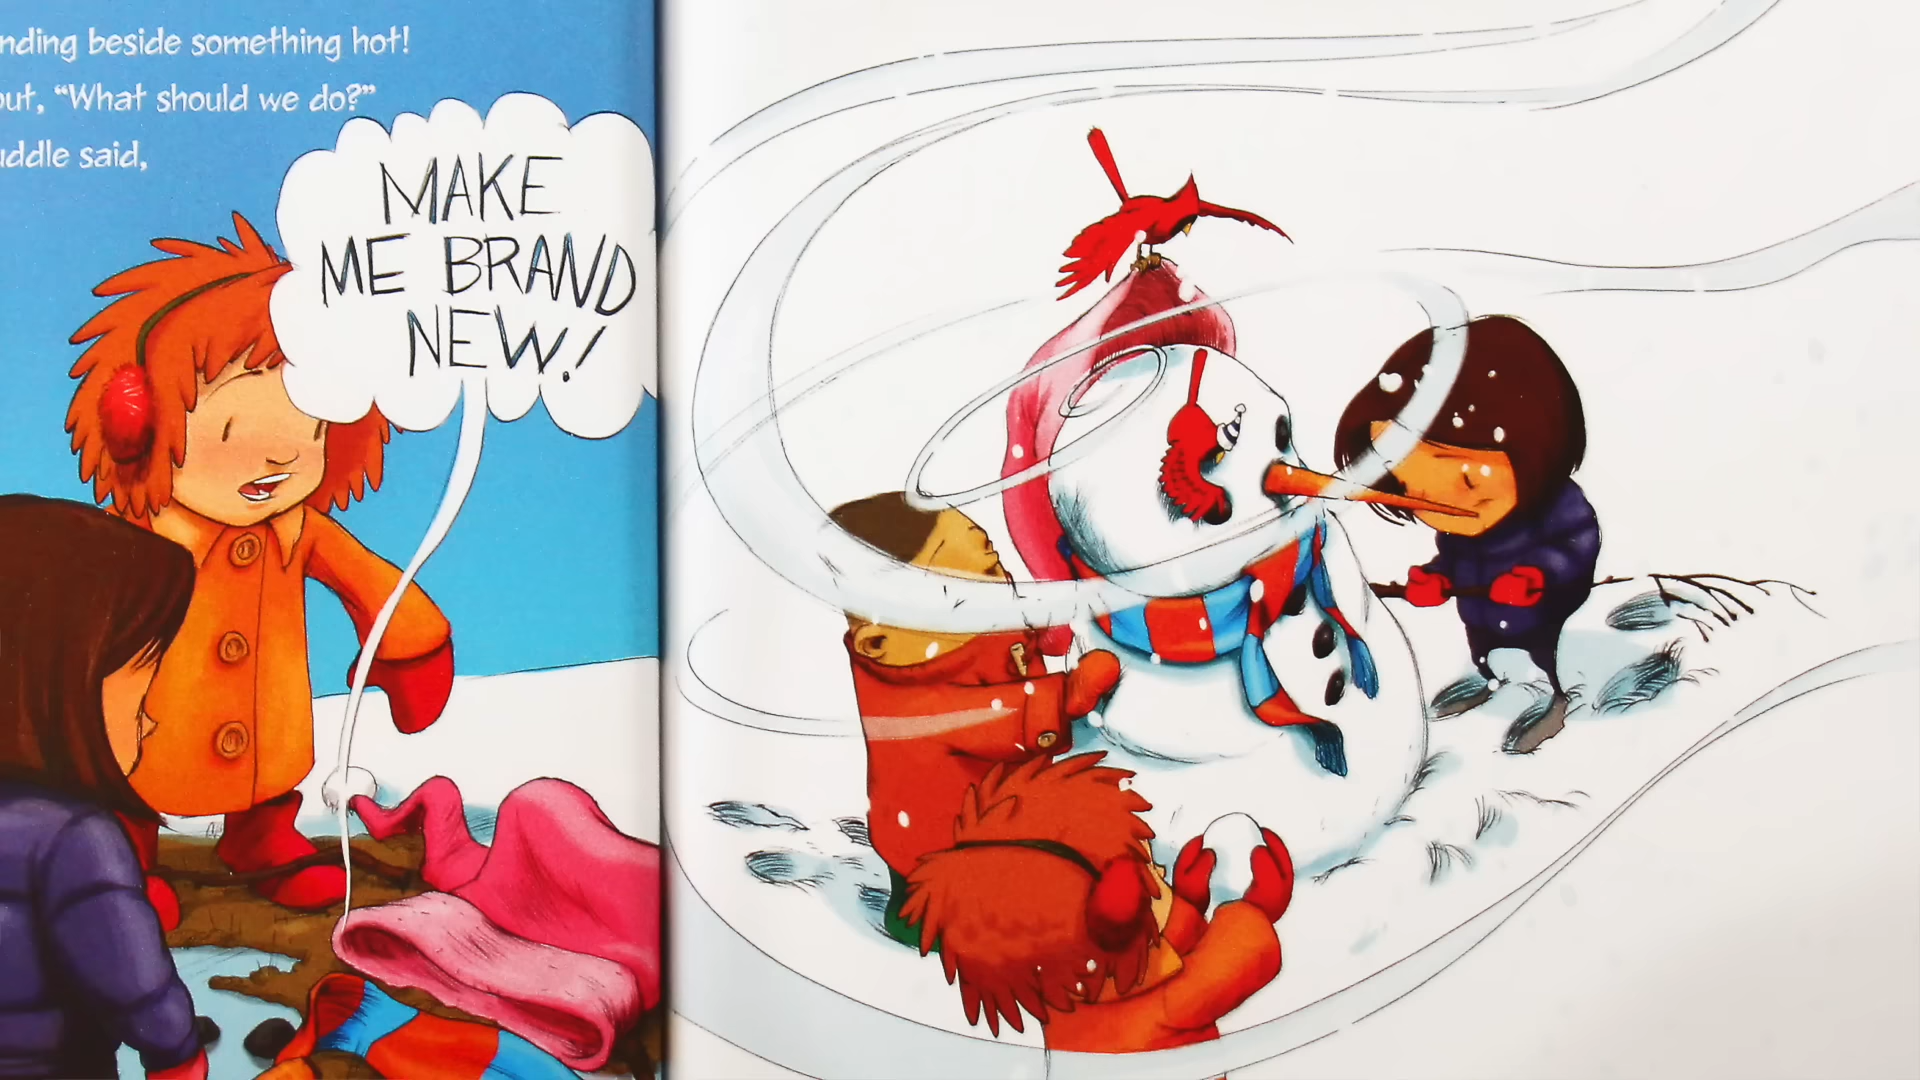 nding beside something hot!
out, “What should we do?”
uddle said,
MAKE
ME BRAND
NEW!